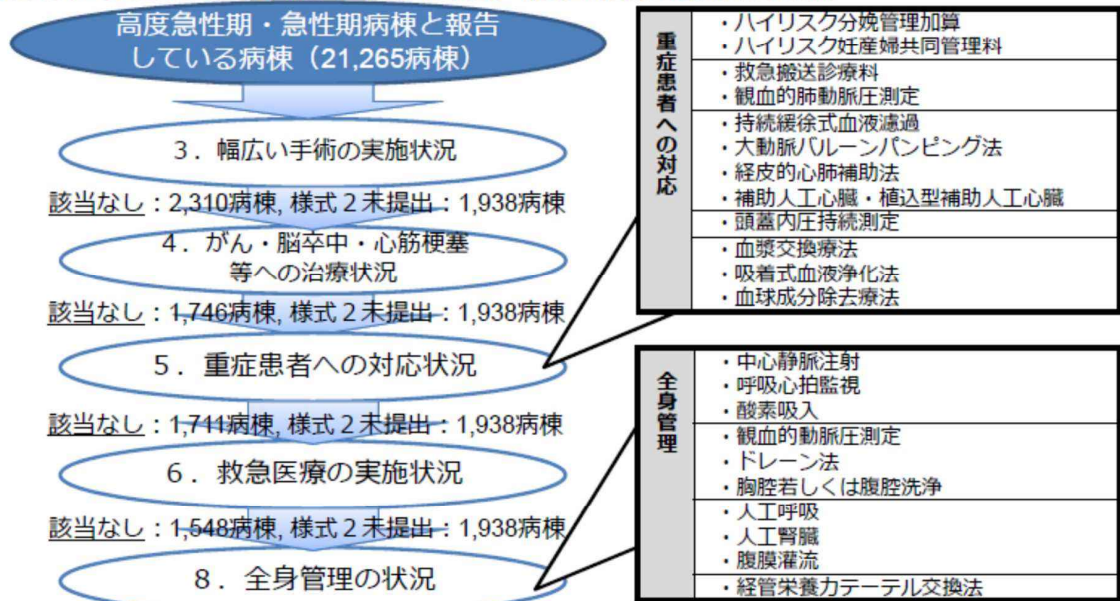 高度急性期・急性期病棟と報告
している病棟（21,265病棟）
3．幅広い手術の実施状況
該当なし：2,310病棟, 様式２未提出：1,938病棟
4．がん・脳卒中・心筋梗塞
等への治療状況
該当なし：1,746病棟, 様式２未提出：1,938病棟
5．重症患者への対応状況
該当なし：1,711病棟, 様式２未提出：1,938病棟
6．救急医療の実施状況
該当なし：1,548病棟, 様式２未提出：1,938病棟
8．全身管理の状況
重症患者への対応
・ハイリスク分娩管理加算
・ハイリスク妊産婦共同管理料
・救急搬送診療料
・観血的肺動脈圧測定
・持続緩徐式血液濾過
・大動脈バルーンパンピング法
・経皮的心肺補助法
・補助人工心臓・植込型補助人工心臓
・頭蓋内圧持続測定
・血漿交換療法
・吸着式血液浄化法
・血球成分除去療法
全身管理
・中心静脈注射
・呼吸心拍監視
・酸素吸入
・観血的動脈圧測定
・ドレーン法
・胸腔若しくは腹腔洗浄
・人工呼吸
・人工腎臓
・腹膜灌流
・経管栄養カテーテル交換法